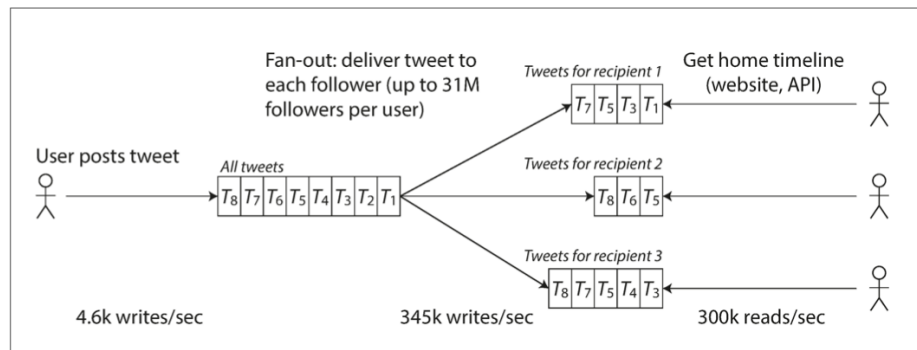 Fan-out: deliver tweet to
each follower (up to 31M
followers per user)
Tweets for recipient 1
Get home timeline
(website, API)
T₇ T₅ T₃ T₁
User posts tweet
All tweets
T₈ T₇ T₆ T₅ T₄ T₃ T₂ T₁
Tweets for recipient 2
T₈ T₆ T₅
Tweets for recipient 3
T₈ T₇ T₅ T₄ T₃
4.6k writes/sec
345k writes/sec
300k reads/sec